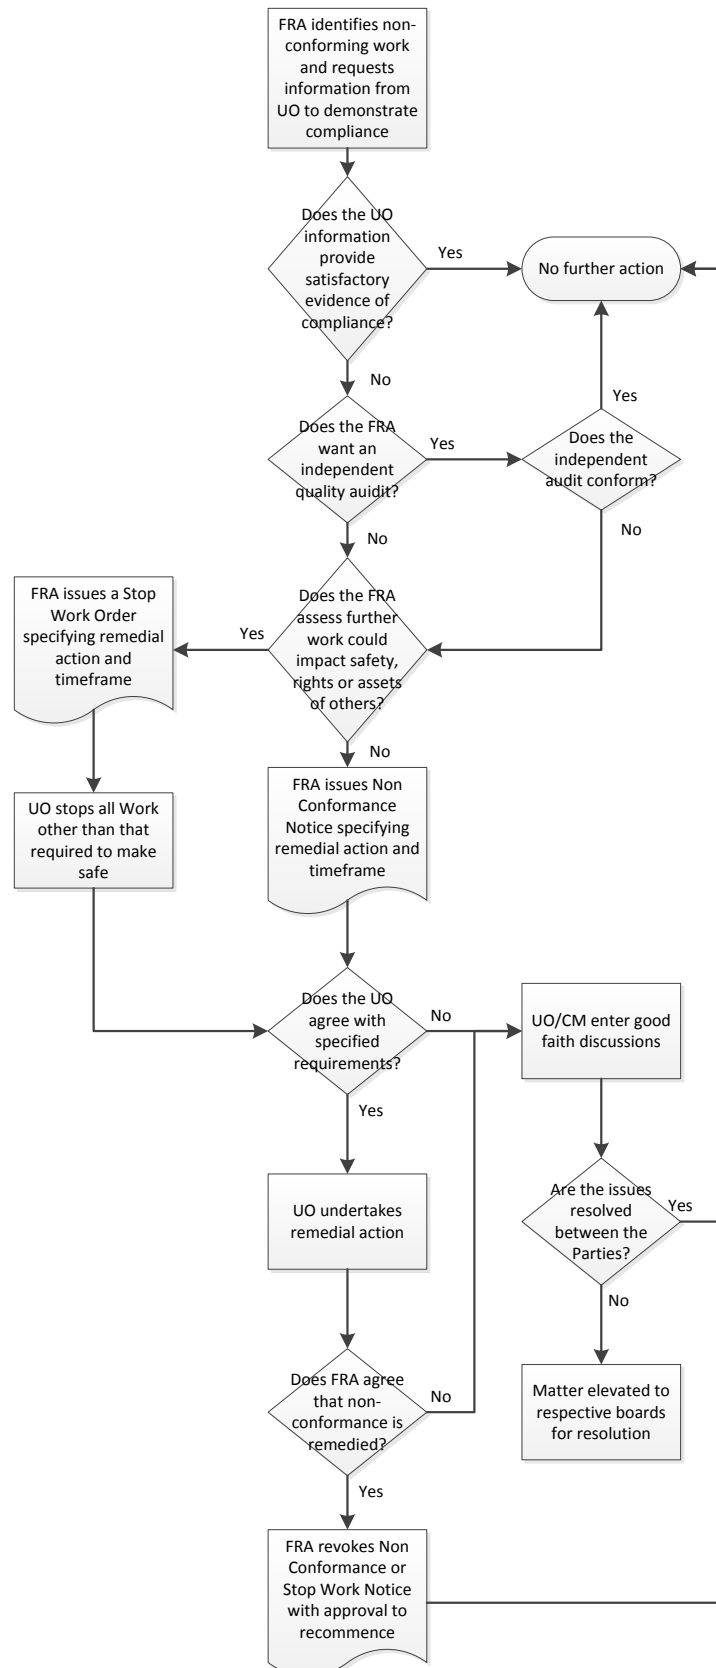 FRA identifies non-
conforming work
and requests
information from
UO to demonstrate
compliance
Does the UO
information
provide
satisfactory
evidence of
compliance?
Yes
No further action
No
Yes
Does the FRA
want an
independent
quality auidit?
Yes
Does the
independent
audit conform?
No
No
FRA issues a Stop
Work Order
specifying remedial
action and
timeframe
Yes
Does the FRA
assess further
work could
impact safety,
rights or assets
of others?
No
UO stops all Work
other than that
required to make
safe
FRA issues Non
Conformance
Notice specifying
remedial action and
timeframe
Does the UO
agree with
specified
requirements?
No
UO/CM enter good
faith discussions
Yes
UO undertakes
remedial action
Are the issues
resolved
between the
Parties?
Yes
No
Does FRA agree
that non-
conformance is
remedied?
No
Matter elevated to
respective boards
for resolution
Yes
FRA revokes Non
Conformance or
Stop Work Notice
with approval to
recommence